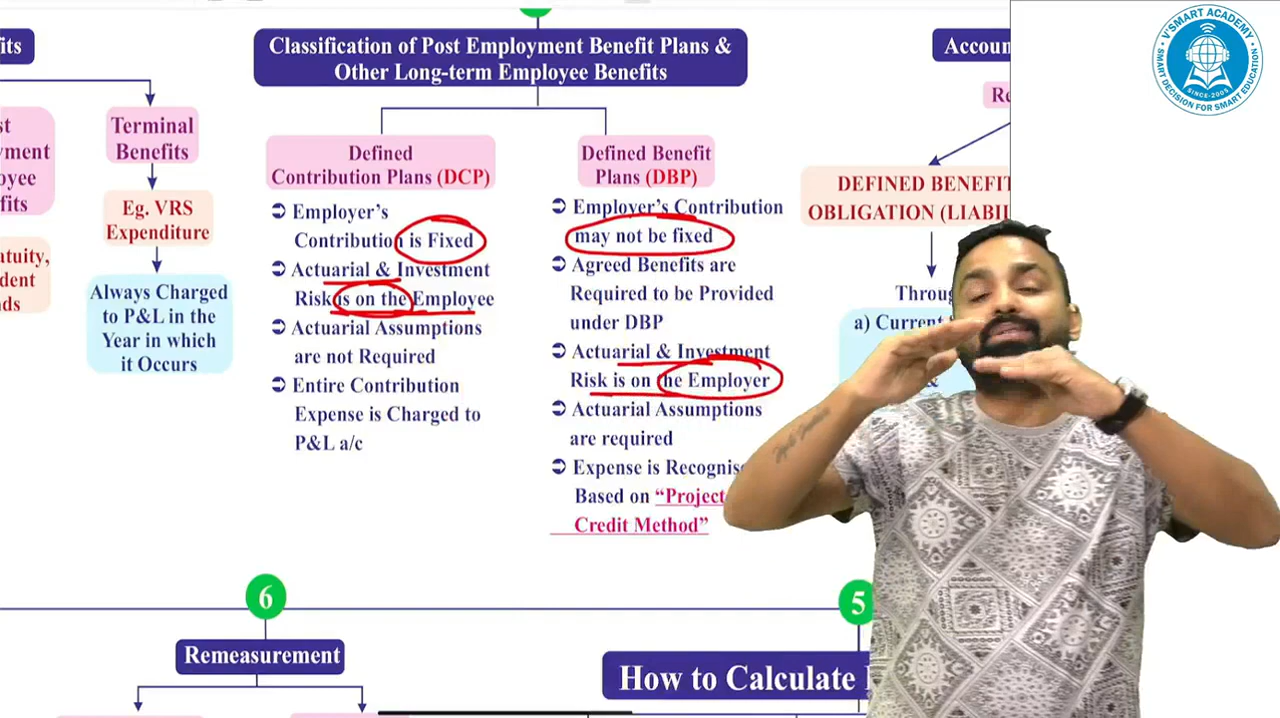 its
Classification of Post Employment Benefit Plans &
Other Long-term Employee Benefits
Accou
V'SMART ACADEMY
SMART DECISION FOR SMART EDUCATION
SINCE-2005
st
yment
oyee
fits
atuity,
dent
nds
Terminal
Benefits
Eg. VRS
Expenditure
Always Charged
to P&L in the
Year in which
it Occurs
Defined
Contribution Plans (DCP)
Employer's
Contribution is Fixed
Actuarial & Investment
Risk is on the Employee
Actuarial Assumptions
are not Required
Entire Contribution
Expense is Charged to
P&L a/c
Defined Benefit
Plans (DBP)
Employer's Contribution
may not be fixed
Agreed Benefits are
Required to be Provided
under DBP
Actuarial & Investment
Risk is on the Employer
Actuarial Assumptions
are required
Expense is Recognise
Based on "Project
Credit Method"
Re
DEFINED BENEFIT
OBLIGATION (LIABI
Throug
a) Current
&
6
Remeasurement
5
How to Calculate